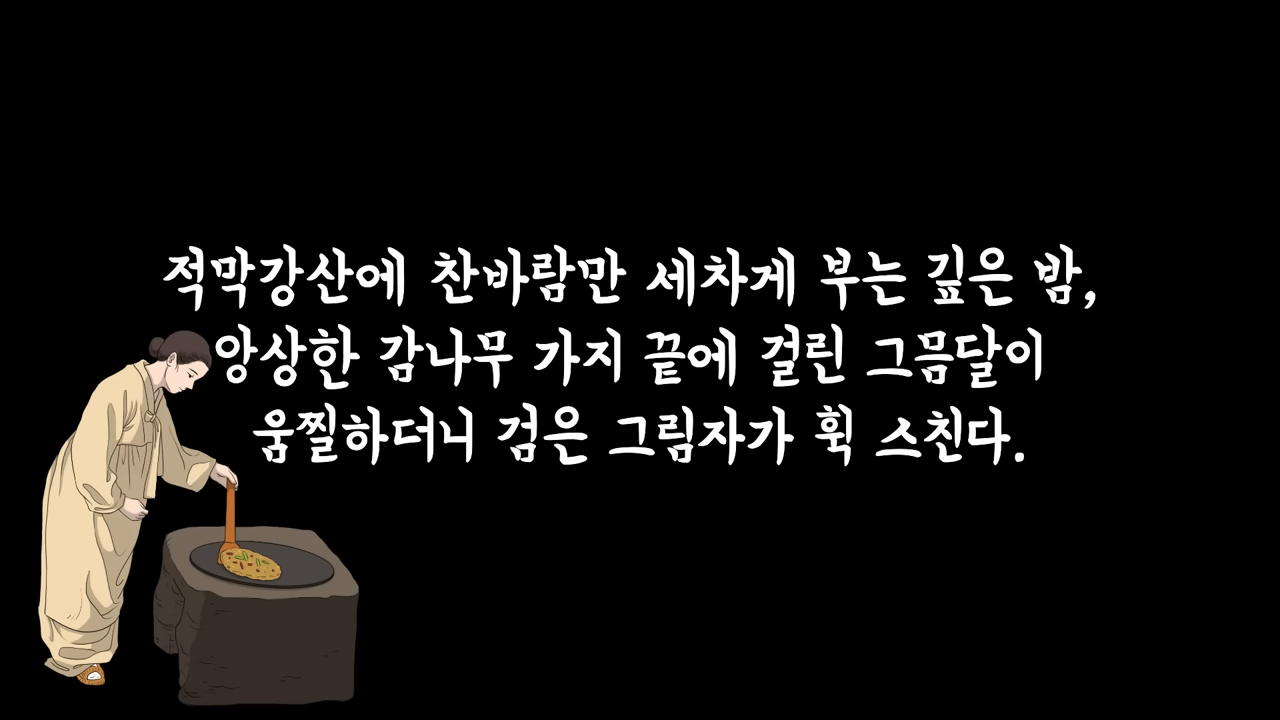 적막강산에 찬바람만 세차게 부는 깊은 밤,
앙상한 감나무 가지 끝에 걸린 그믐달이
움찔하더니 검은 그림자가 휙 스친다.